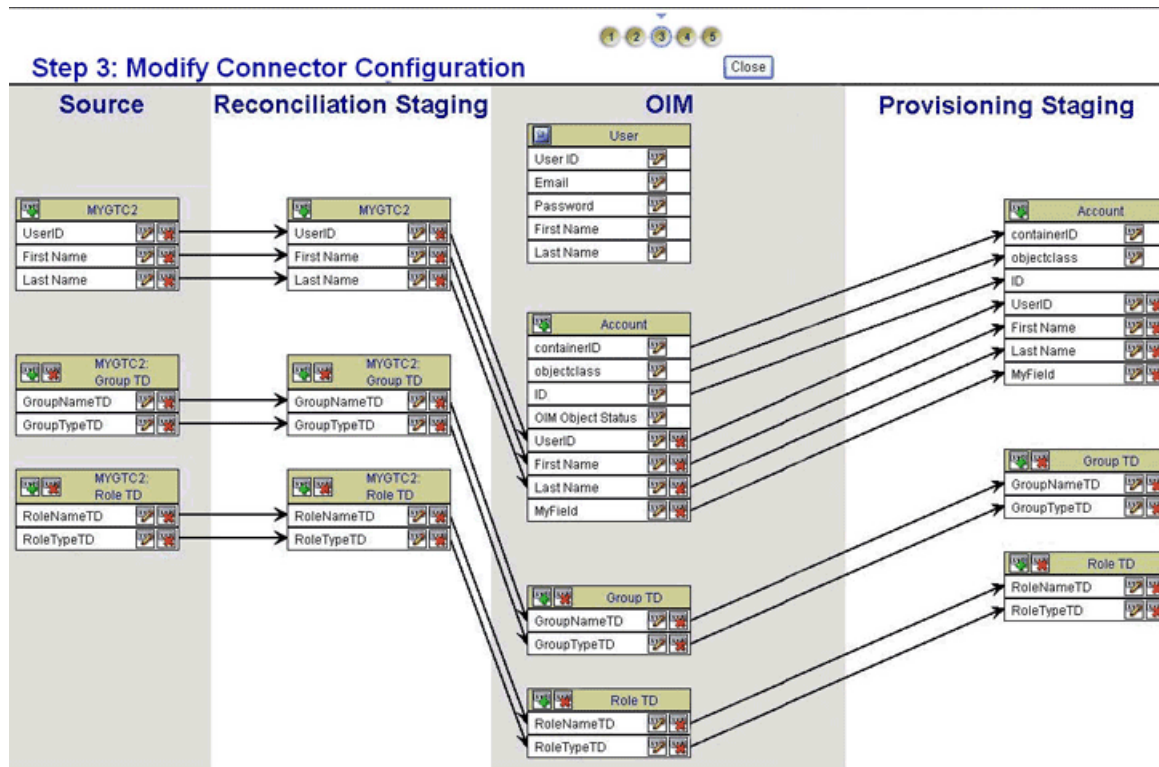 1 2 3 4 5
Step 3: Modify Connector Configuration
Close
Source
Reconciliation Staging
OIM
Provisioning Staging
MYGTC2
UserID
First Name
Last Name
MYGTC2:
Group TD
GroupNameTD
GroupTypeTD
MYGTC2:
Role TD
RoleNameTD
RoleTypeTD
MYGTC2
UserID
First Name
Last Name
MYGTC2:
Group TD
GroupNameTD
GroupTypeTD
MYGTC2:
Role TD
RoleNameTD
RoleTypeTD
User
User ID
Email
Password
First Name
Last Name
Account
containerID
objectclass
ID
OIM Object Status
UserID
First Name
Last Name
MyField
Group TD
GroupNameTD
GroupTypeTD
Role TD
RoleNameTD
RoleTypeTD
Account
containerID
objectclass
ID
UserID
First Name
Last Name
MyField
Group TD
GroupNameTD
GroupTypeTD
Role TD
RoleNameTD
RoleTypeTD